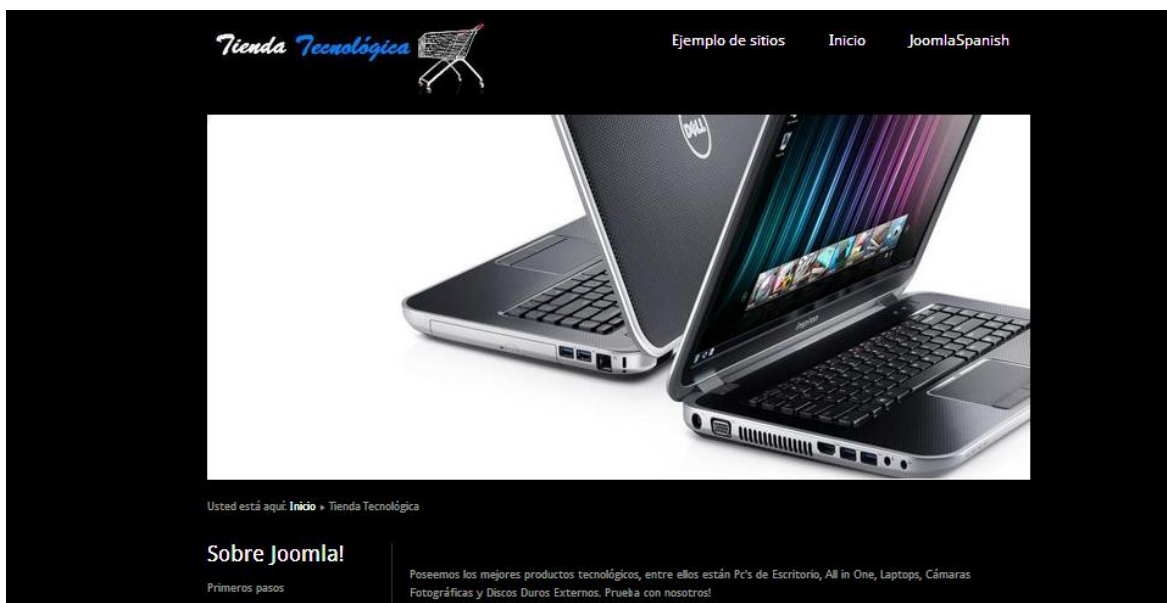 Tienda Tecnológica
Ejemplo de sitios Inicio JoomlaSpanish
DELL
inspiron
Usted está aquí: Inicio ▸ Tienda Tecnológica
Sobre Joomla!
Primeros pasos
Poseemos los mejores productos tecnológicos, entre ellos están Pc's de Escritorio, All in One, Laptops, Cámaras
Fotográficas y Discos Duros Externos. Prueba con nosotros!